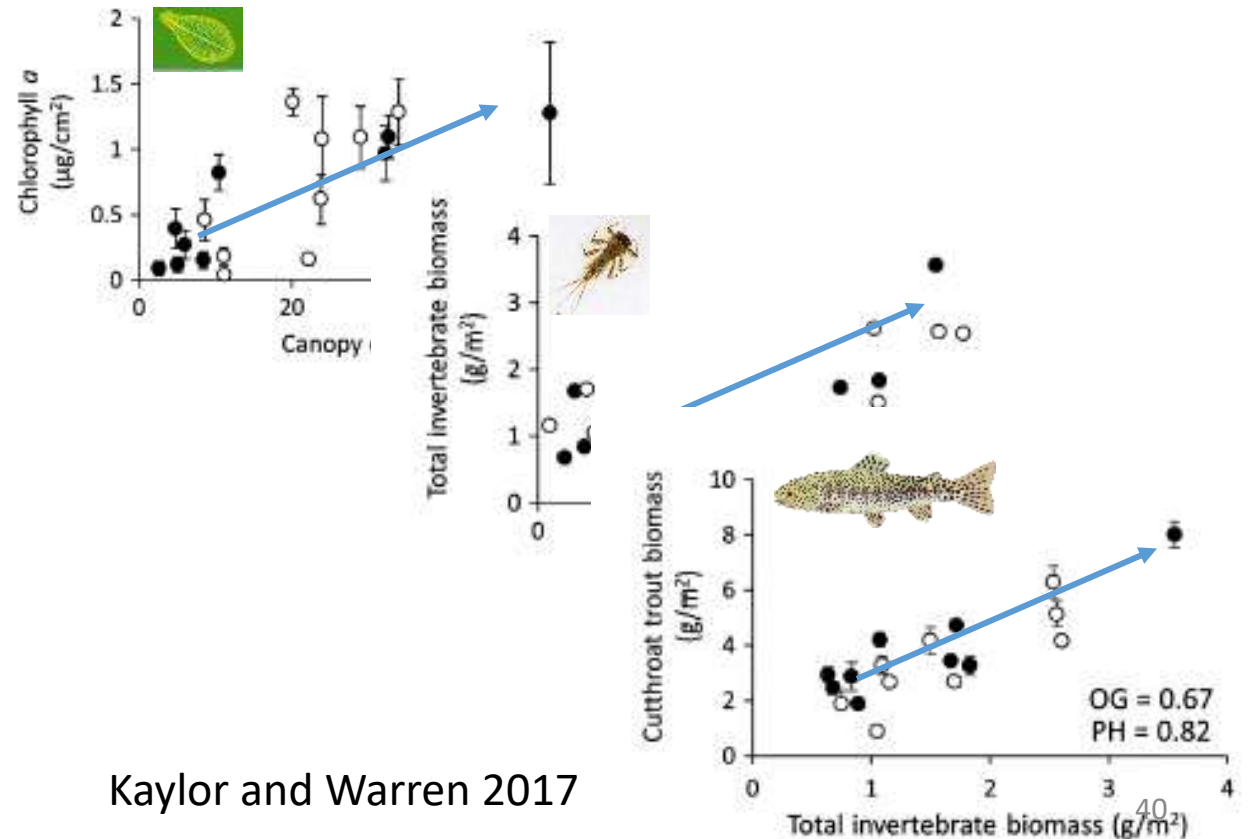 2
1.5
1
0.5
0
0
20
Chlorophyll a
(µg/cm²)
Canopy
4
3
2
1
0
0
Total invertebrate biomass
(g/m²)
10
8
6
4
2
0
0
1
2
3
4
Cutthroat trout biomass
(g/m²)
OG = 0.67
PH = 0.82
Total invertebrate biomass (g/m²)
Kaylor and Warren 2017
40